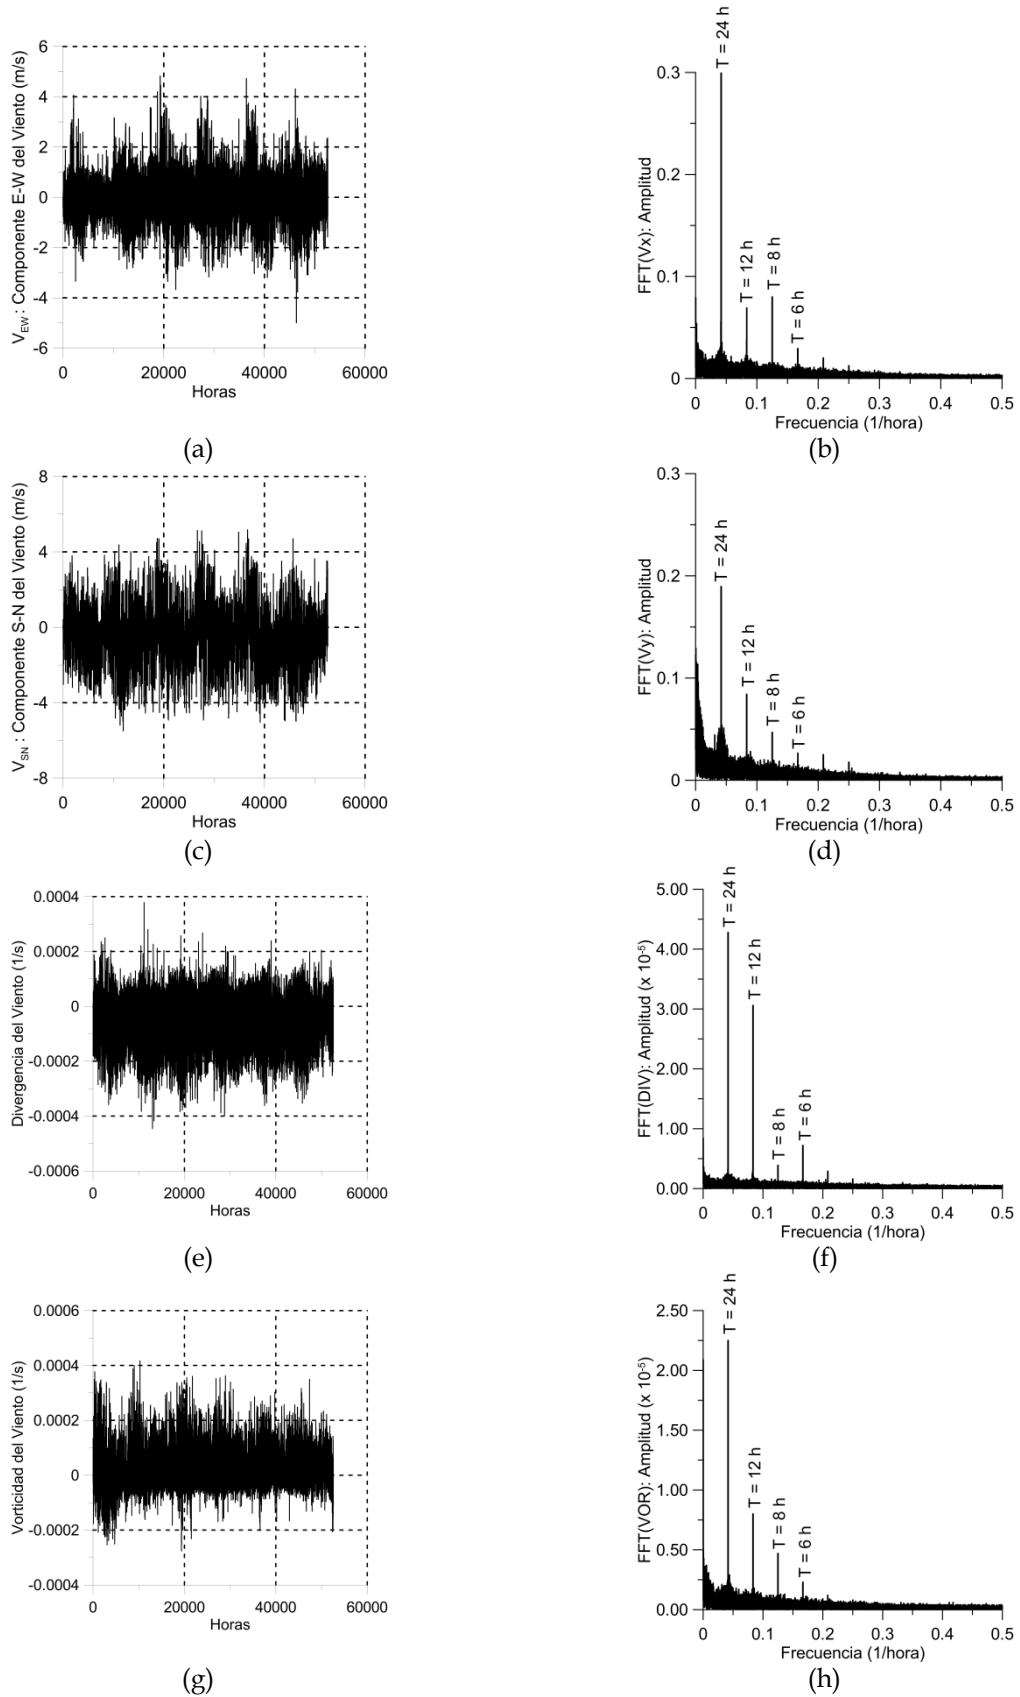 V_EW : Componente E-W del Viento (m/s)
6
4
2
0
-2
-4
-6
0 20000 40000 60000
Horas
(a)
FFT(Vx): Amplitud
0.3
0.2
0.1
0
T = 24 h
T = 12 h
T = 8 h
T = 6 h
0 0.1 0.2 0.3 0.4 0.5
Frecuencia (1/hora)
(b)
V_SN : Componente S-N del Viento (m/s)
8
4
0
-4
-8
0 20000 40000 60000
Horas
(c)
FFT(Vy): Amplitud
0.3
0.2
0.1
0
T = 24 h
T = 12 h
T = 8 h
T = 6 h
0 0.1 0.2 0.3 0.4 0.5
Frecuencia (1/hora)
(d)
Divergencia del Viento (1/s)
0.0004
0.0002
0
-0.0002
-0.0004
-0.0006
0 20000 40000 60000
Horas
(e)
FFT(DIV): Amplitud (x 10⁻⁵)
5.00
4.00
3.00
2.00
1.00
0.00
T = 24 h
T = 12 h
T = 8 h
T = 6 h
0 0.1 0.2 0.3 0.4 0.5
Frecuencia (1/hora)
(f)
Vorticidad del Viento (1/s)
0.0006
0.0004
0.0002
0
-0.0002
-0.0004
0 20000 40000 60000
Horas
(g)
FFT(VOR): Amplitud (x 10⁻⁵)
2.50
2.00
1.50
1.00
0.50
0.00
T = 24 h
T = 12 h
T = 8 h
T = 6 h
0 0.1 0.2 0.3 0.4 0.5
Frecuencia (1/hora)
(h)